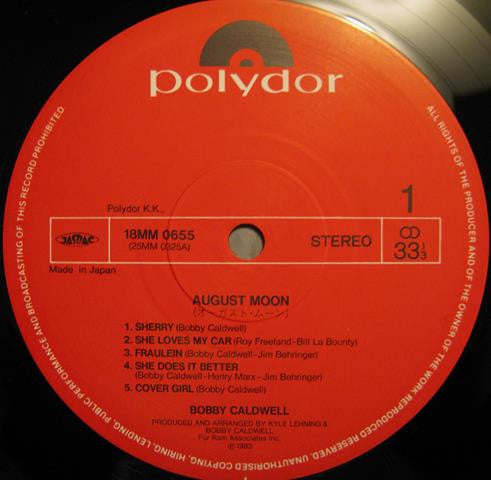 polydor
Polydor K.K.,
1
JASRAC
18MM 0655
(25MM 0325A)
STEREO
33 1/3
Made in Japan
AUGUST MOON
(オーガスト・ムーン)
1. SHERRY (Bobby Caldwell)
2. SHE LOVES MY CAR (Roy Freeland-Bill La Bounty)
3. FRAULEIN (Bobby Caldwell-Jim Behringer)
4. SHE DOES IT BETTER
(Bobby Caldwell-Henry Marx-Jim Behringer)
5. COVER GIRL (Bobby Caldwell)
BOBBY CALDWELL
PRODUCED AND ARRANGED BY KYLE LEHNING &
BOBBY CALDWELL
For Rain Associates Inc.
℗1983
ALL RIGHTS OF THE PRODUCER AND OF THE OWNER OF THE WORK REPRODUCED RESERVED. UNAUTHORISED COPYING, HIRING, LENDING, PUBLIC PERFORMANCE AND BROADCASTING OF THIS RECORD PROHIBITED.